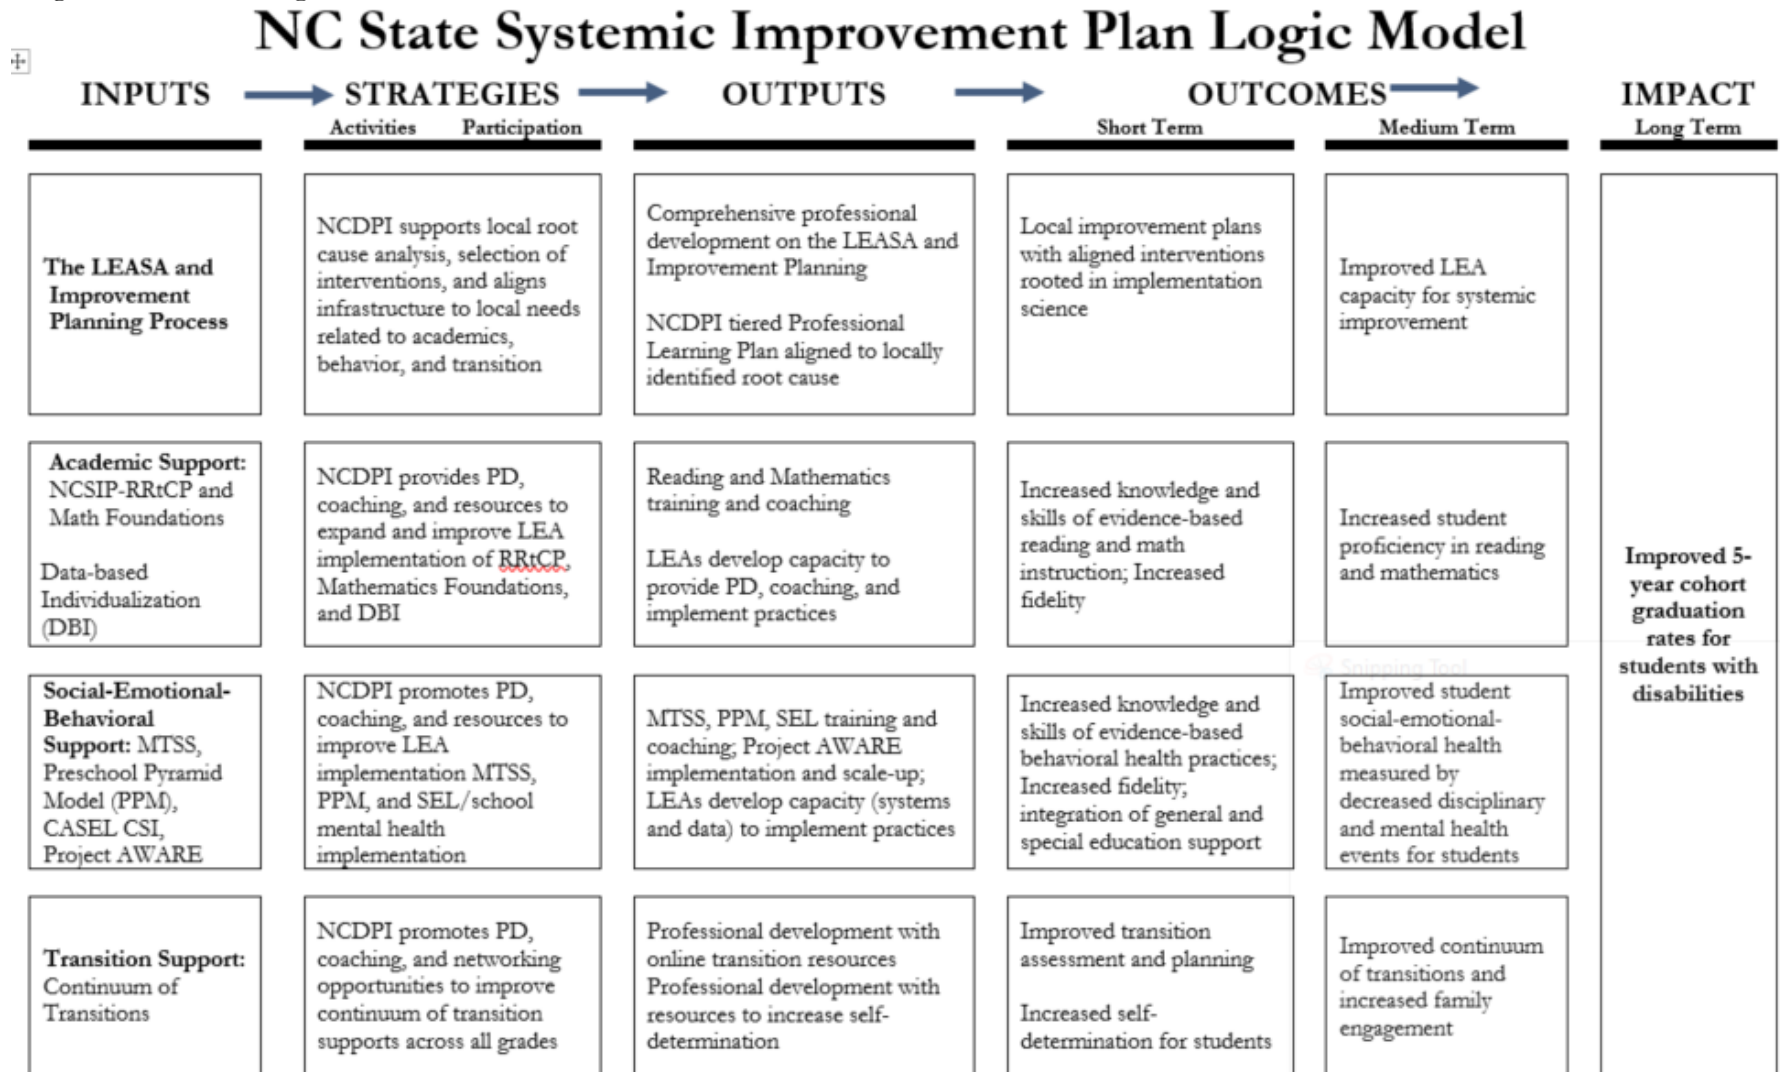 NC State Systemic Improvement Plan Logic Model
INPUTS
STRATEGIES
OUTPUTS
OUTCOMES
IMPACT
Activities Participation
Short Term
Medium Term
Long Term
The LEASA and
Improvement
Planning Process
NCDPI supports local root
cause analysis, selection of
interventions, and aligns
infrastructure to local needs
related to academics,
behavior, and transition
Comprehensive professional
development on the LEASA and
Improvement Planning
NCDPI tiered Professional
Learning Plan aligned to locally
identified root cause
Local improvement plans
with aligned interventions
rooted in implementation
science
Improved LEA
capacity for systemic
improvement
Academic Support:
NCSIP-RRtCP and
Math Foundations
Data-based
Individualization
(DBI)
NCDPI provides PD,
coaching, and resources to
expand and improve LEA
implementation of RRtCP,
Mathematics Foundations,
and DBI
Reading and Mathematics
training and coaching
LEAs develop capacity to
provide PD, coaching, and
implement practices
Increased knowledge and
skills of evidence-based
reading and math
instruction; Increased
fidelity
Increased student
proficiency in reading
and mathematics
Social-Emotional-
Behavioral
Support: MTSS,
Preschool Pyramid
Model (PPM),
CASEL CSI,
Project AWARE
NCDPI promotes PD,
coaching, and resources to
improve LEA
implementation MTSS,
PPM, and SEL/school
mental health
implementation
MTSS, PPM, SEL training and
coaching; Project AWARE
implementation and scale-up;
LEAs develop capacity (systems
and data) to implement practices
Increased knowledge and
skills of evidence-based
behavioral health practices;
Increased fidelity;
integration of general and
special education support
Snipping Tool
Improved student
social-emotional-
behavioral health
measured by
decreased disciplinary
and mental health
events for students
Transition Support:
Continuum of
Transitions
NCDPI promotes PD,
coaching, and networking
opportunities to improve
continuum of transition
supports across all grades
Professional development with
online transition resources
Professional development with
resources to increase self-
determination
Improved transition
assessment and planning
Increased self-
determination for students
Improved continuum
of transitions and
increased family
engagement
Improved 5-
year cohort
graduation
rates for
students with
disabilities